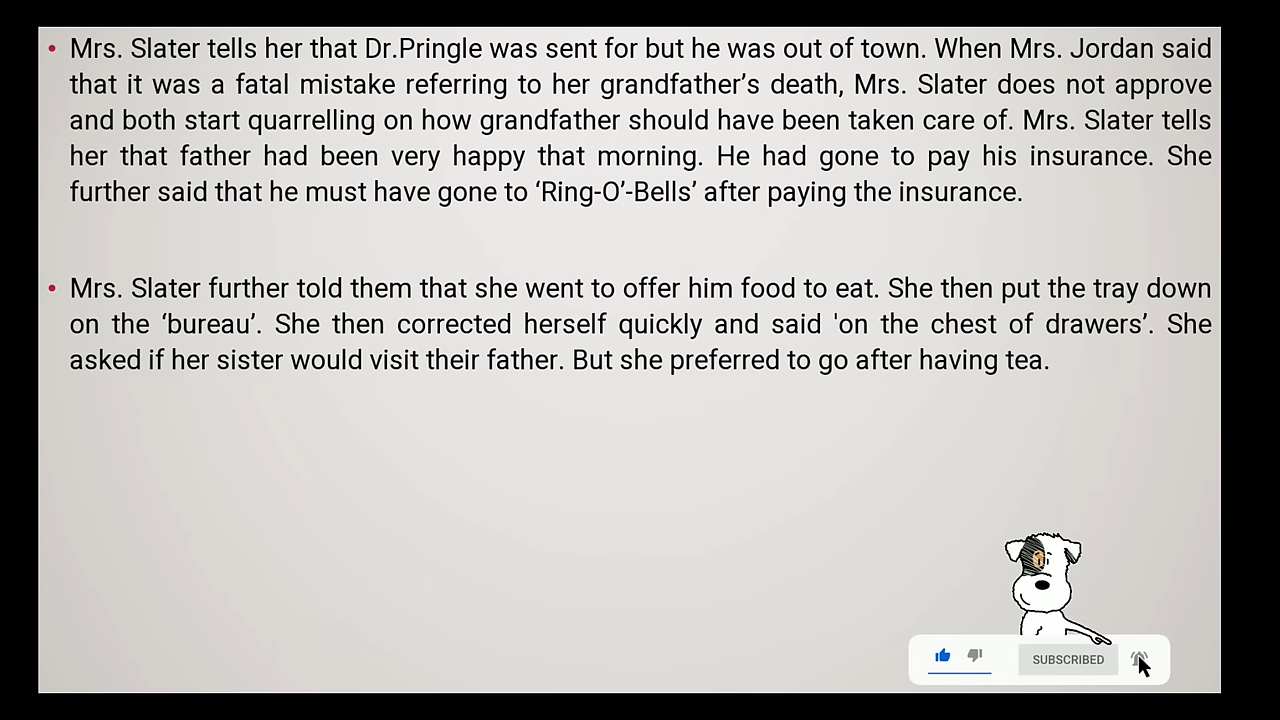 • Mrs. Slater tells her that Dr.Pringle was sent for but he was out of town. When Mrs. Jordan said
that it was a fatal mistake referring to her grandfather’s death, Mrs. Slater does not approve
and both start quarrelling on how grandfather should have been taken care of. Mrs. Slater tells
her that father had been very happy that morning. He had gone to pay his insurance. She
further said that he must have gone to ‘Ring-O’-Bells’ after paying the insurance.
• Mrs. Slater further told them that she went to offer him food to eat. She then put the tray down
on the ‘bureau’. She then corrected herself quickly and said 'on the chest of drawers’. She
asked if her sister would visit their father. But she preferred to go after having tea.
SUBSCRIBED